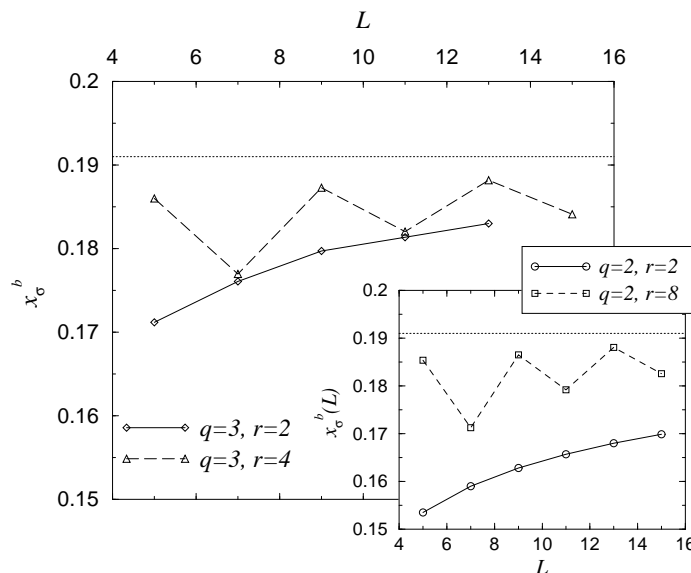 L
4 6 8 10 12 14 16
0.2
0.19
0.18
0.17
0.16
0.15
x_σ^b
q=3, r=2
q=3, r=4
q=2, r=2
q=2, r=8
0.2
0.19
0.18
0.17
0.16
0.15
x_σ^b(L)
4 6 8 10 12 14 16
L